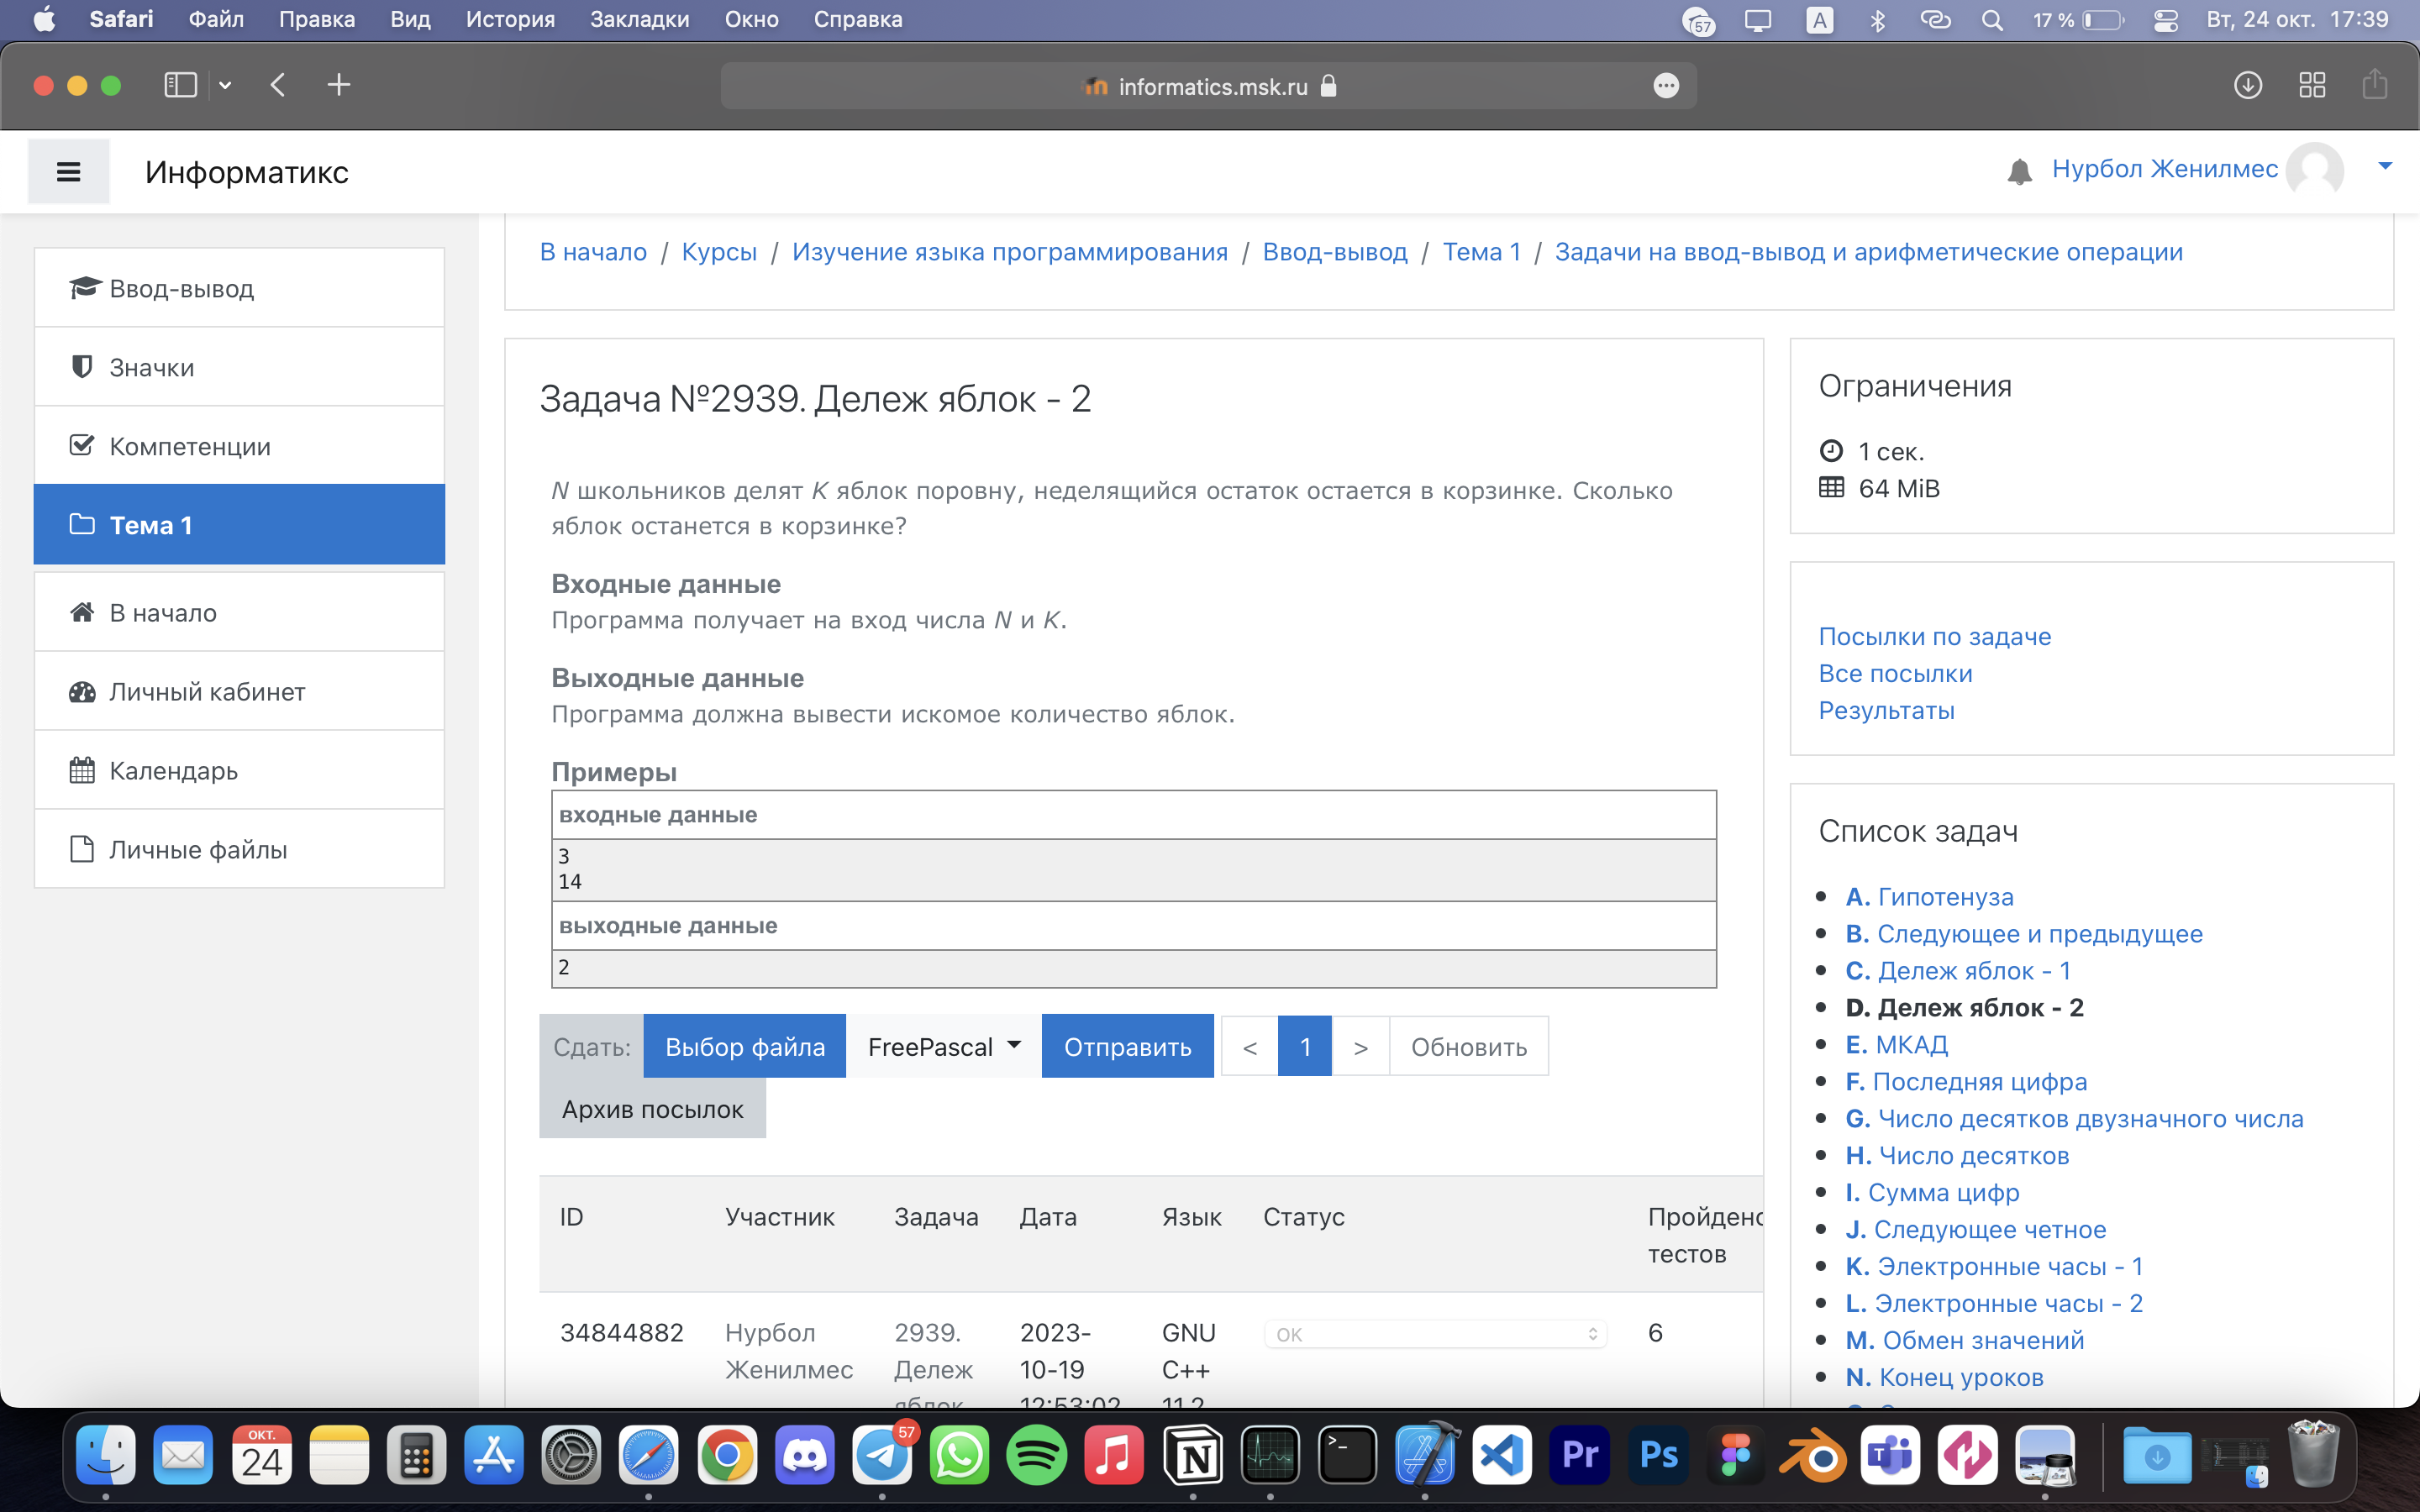 Safari Файл Правка Вид История Закладки Окно Справка
57 A 17 % Вт, 24 окт. 17:39
informatics.msk.ru
Информатикс
Нурбол Женилмес
Ввод-вывод
Значки
Компетенции
Тема 1
В начало
Личный кабинет
Календарь
Личные файлы
В начало / Курсы / Изучение языка программирования / Ввод-вывод / Тема 1 / Задачи на ввод-вывод и арифметические операции
Задача №2939. Дележ яблок - 2
N школьников делят K яблок поровну, неделящийся остаток остается в корзинке. Сколько
яблок останется в корзинке?
Входные данные
Программа получает на вход числа N и K.
Выходные данные
Программа должна вывести искомое количество яблок.
Примеры
входные данные
3
14
выходные данные
2
Сдать: Выбор файла FreePascal Отправить < 1 > Обновить
Архив посылок
ID Участник Задача Дата Язык Статус Пройдено
тестов
34844882 Нурбол 2939. 2023- GNU OK 6
Женилмес Дележ 10-19 C++
яблок 12:53:02 11.2
Ограничения
1 сек.
64 MiB
Посылки по задаче
Все посылки
Результаты
Список задач
A. Гипотенуза
B. Следующее и предыдущее
C. Дележ яблок - 1
D. Дележ яблок - 2
E. МКАД
F. Последняя цифра
G. Число десятков двузначного числа
H. Число десятков
I. Сумма цифр
J. Следующее четное
K. Электронные часы - 1
L. Электронные часы - 2
M. Обмен значений
N. Конец уроков
ОКТ.
24
57
Pr
Ps